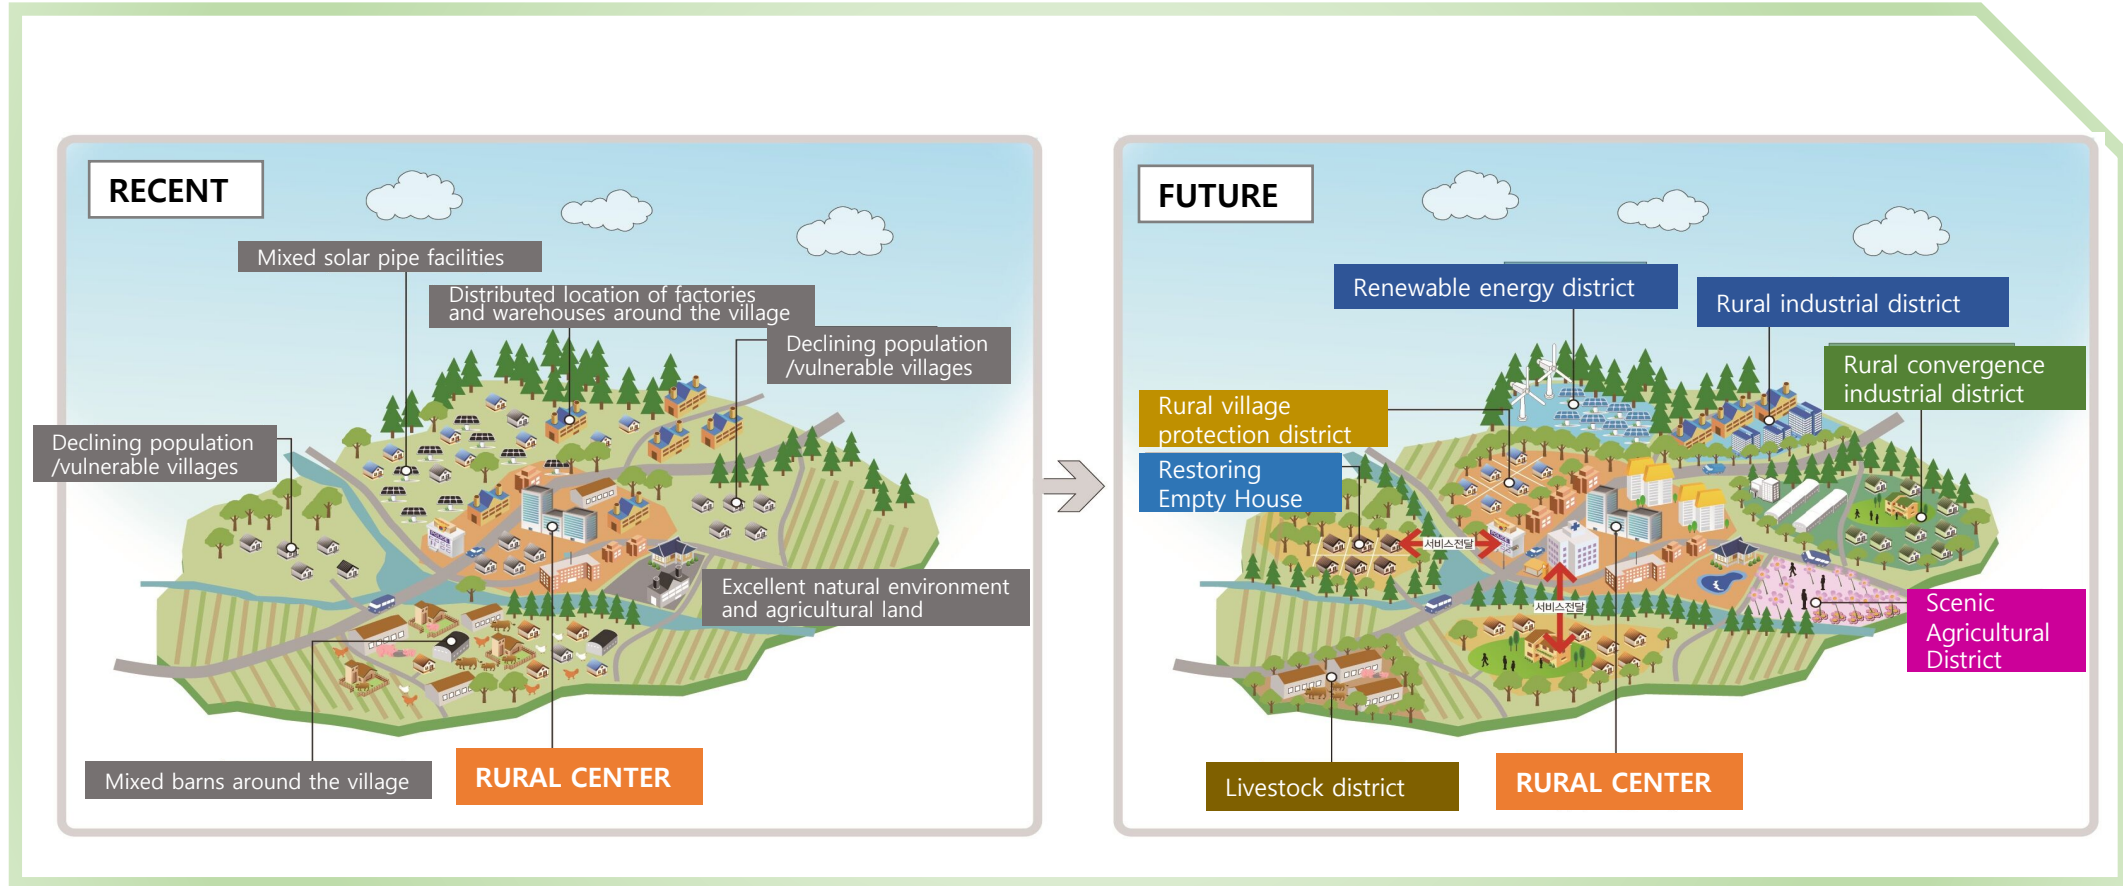 RECENT
Mixed solar pipe facilities
Distributed location of factories
and warehouses around the village
Declining population
/vulnerable villages
Declining population
/vulnerable villages
Excellent natural environment
and agricultural land
Mixed barns around the village
RURAL CENTER
FUTURE
Renewable energy district
Rural industrial district
Rural convergence
industrial district
Rural village
protection district
Restoring
Empty House
서비스전달
서비스전달
Scenic
Agricultural
District
Livestock district
RURAL CENTER